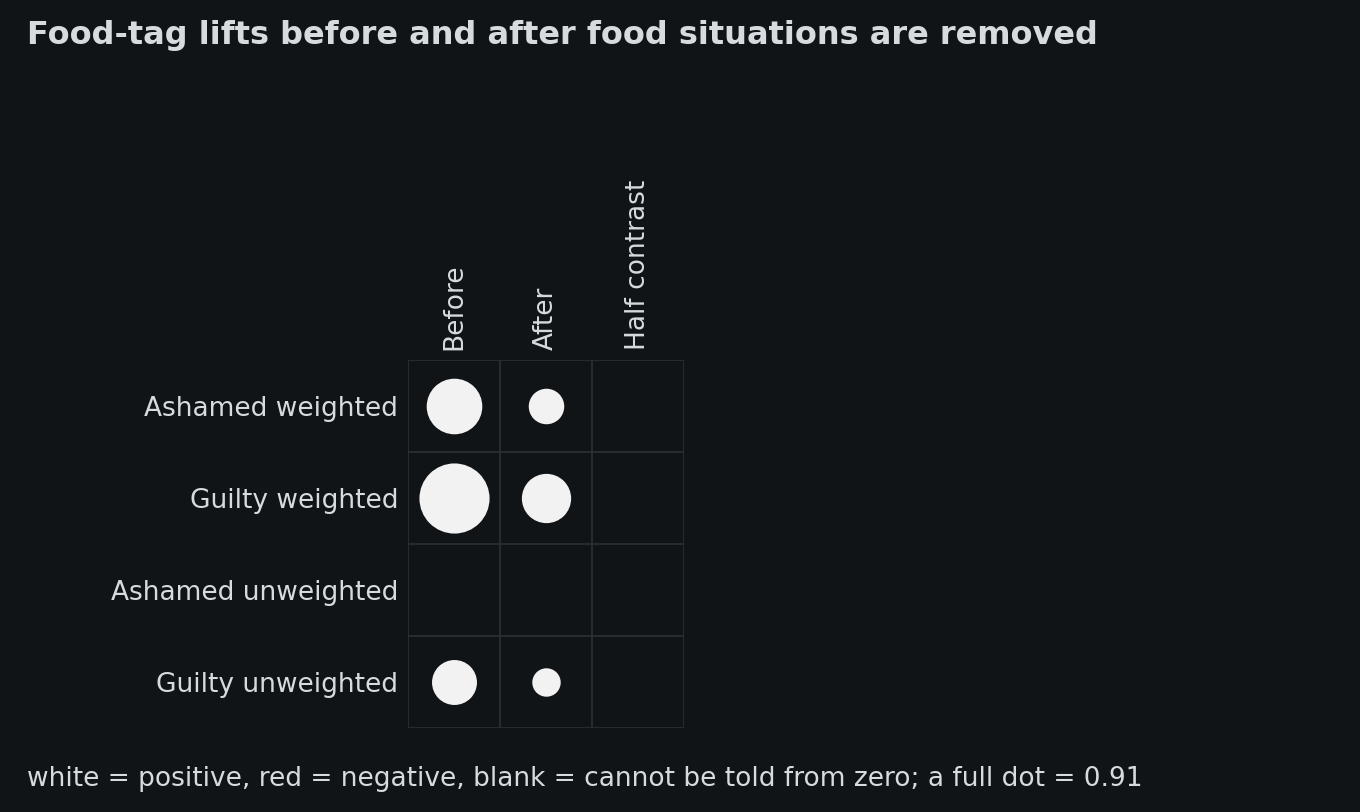 Food-tag lifts before and after food situations are removed
Before
After
Half contrast
Ashamed weighted
Guilty weighted
Ashamed unweighted
Guilty unweighted
white = positive, red = negative, blank = cannot be told from zero; a full dot = 0.91